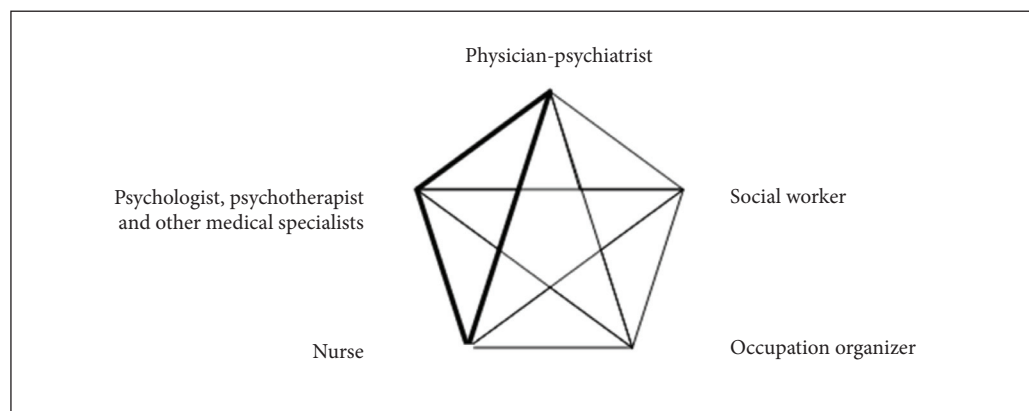 Physician-psychiatrist
Psychologist, psychotherapist
and other medical specialists
Social worker
Nurse
Occupation organizer